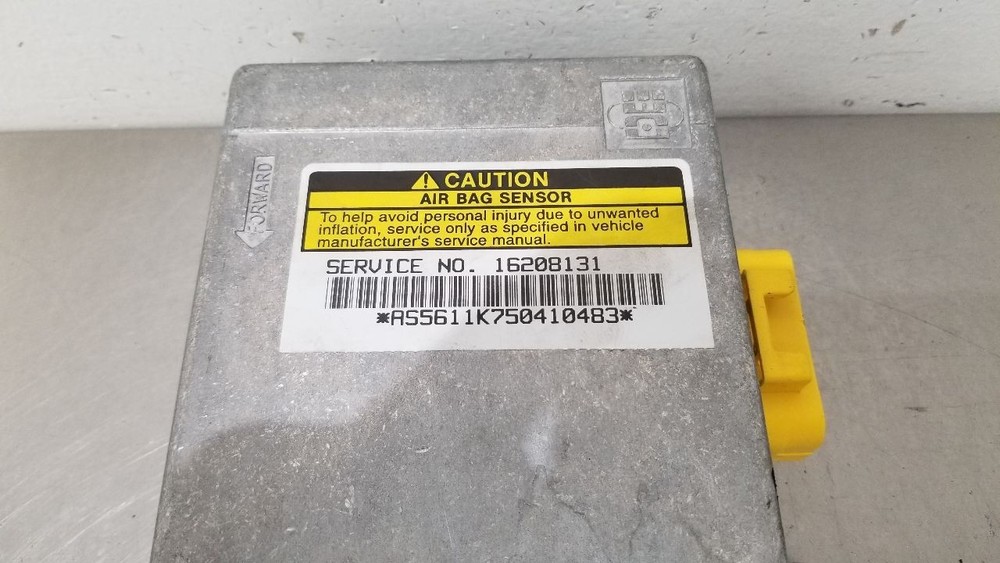 FORWARD
CAUTION
AIR BAG SENSOR
To help avoid personal injury due to unwanted
inflation, service only as specified in vehicle
manufacturer's service manual.
SERVICE NO. 16208131
*AS5611K750410483*